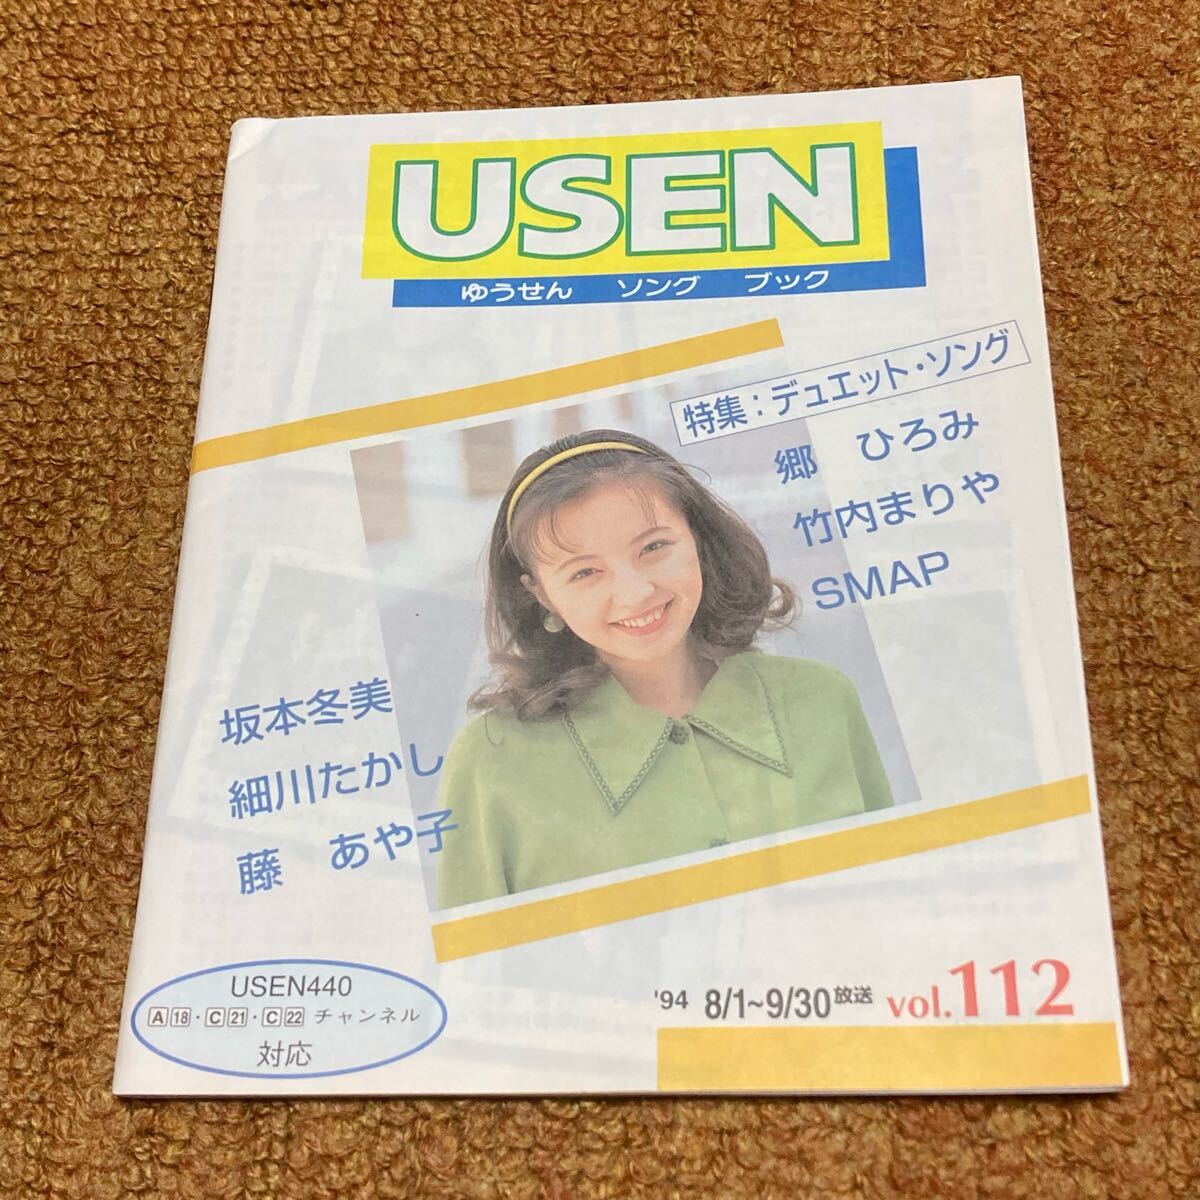 USEN
ゆうせん ソング ブック
特集：デュエット・ソング
郷 ひろみ
竹内まりや
SMAP
坂本冬美
細川たかし
藤 あや子
USEN440
A18・C21・C22 チャンネル
対応
'94 8/1~9/30放送 vol.112